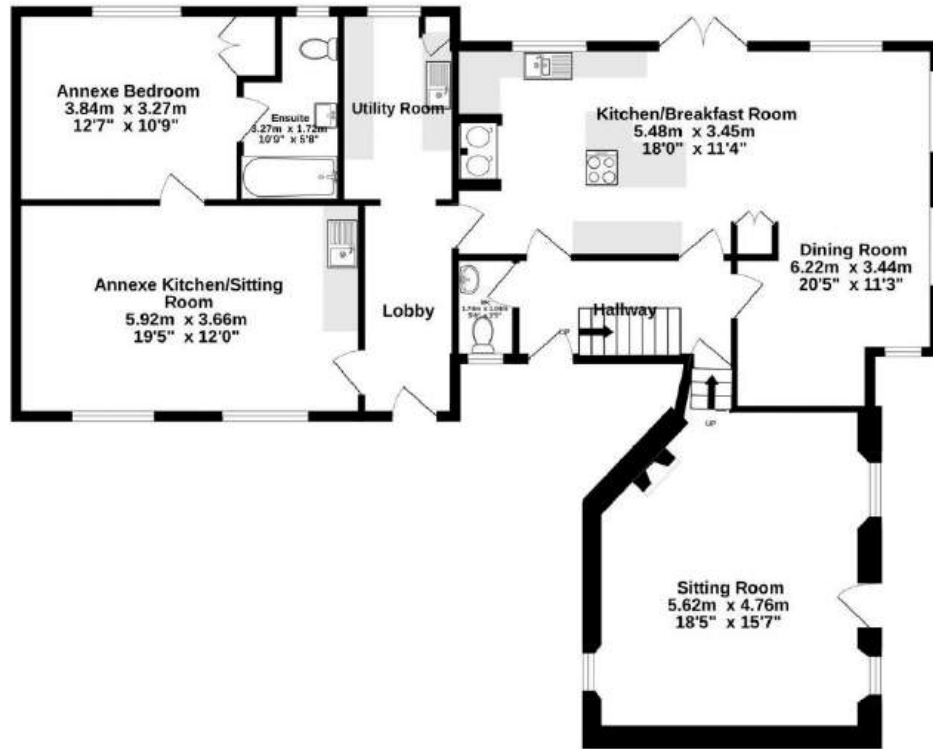 Annexe Bedroom
3.84m x 3.27m
12'7" x 10'9"
Ensuite
3.27m x 1.72m
10'9" x 5'8"
Utility Room
Kitchen/Breakfast Room
5.48m x 3.45m
18'0" x 11'4"
Annexe Kitchen/Sitting
Room
5.92m x 3.66m
19'5" x 12'0"
Lobby
Hallway
UP
Dining Room
6.22m x 3.44m
20'5" x 11'3"
UP
Sitting Room
5.62m x 4.76m
18'5" x 15'7"